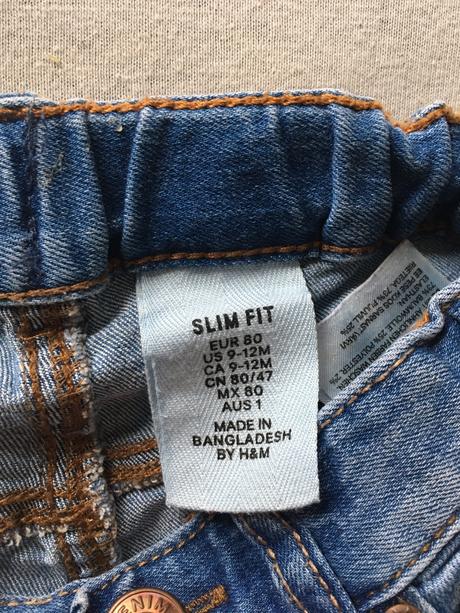 SLIM FIT
EUR 80
US 9-12M
CA 9-12M
CN 80/47
MX 80
AUS 1
MADE IN
BANGLADESH
BY H&M
DENIM